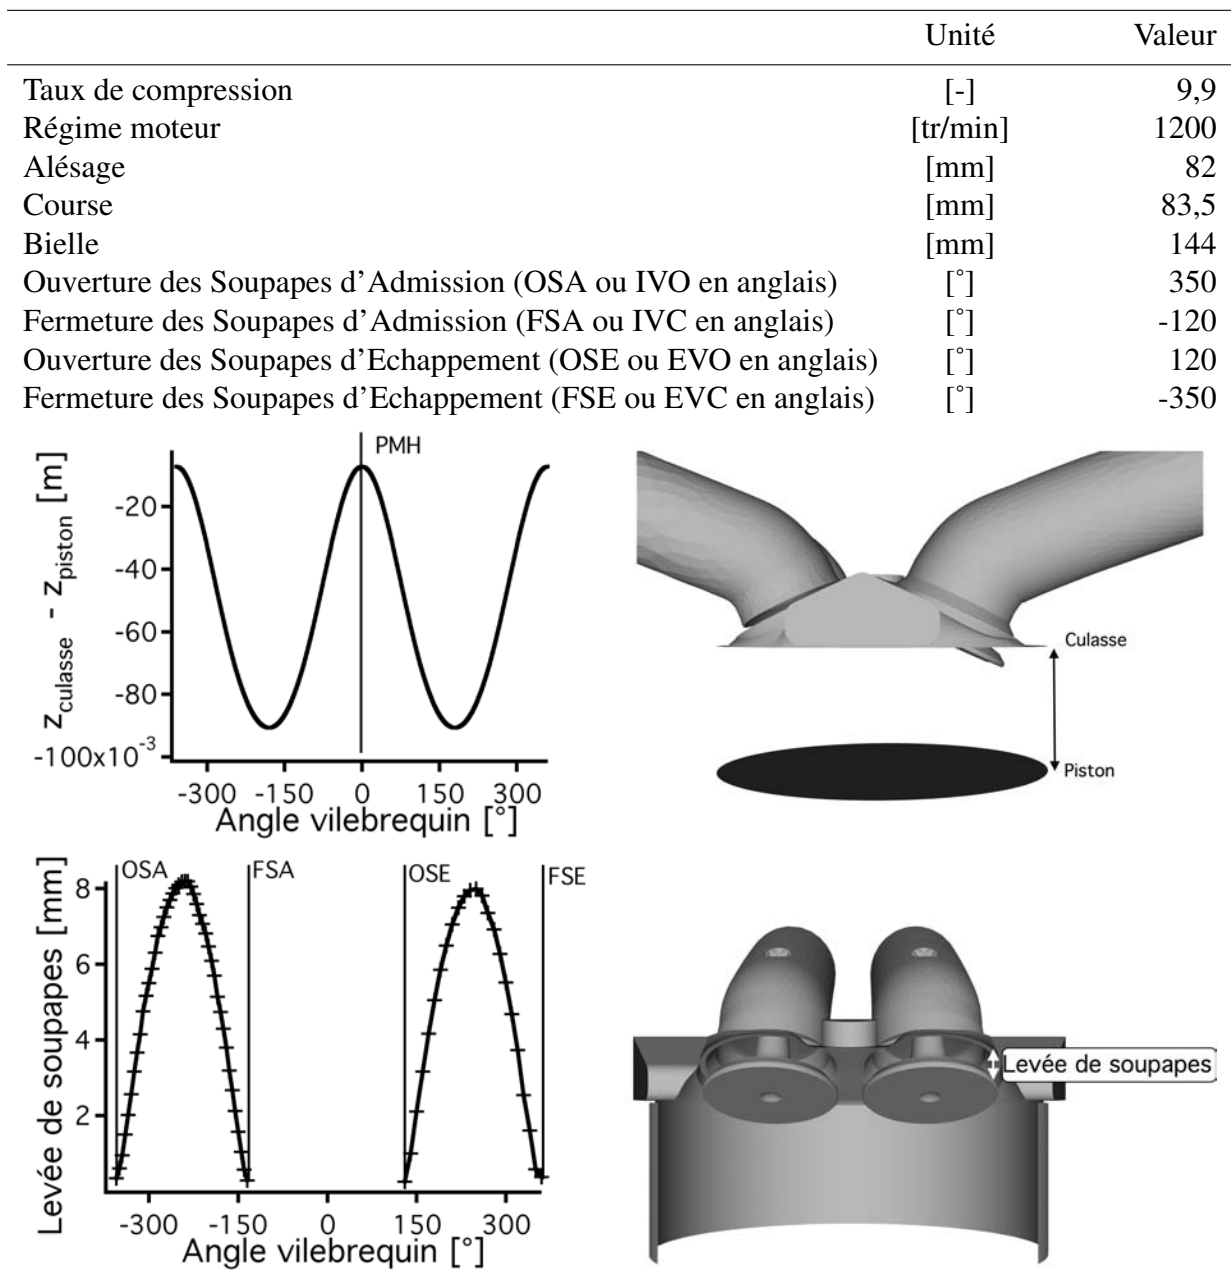 Unité Valeur
Taux de compression [-] 9,9
Régime moteur [tr/min] 1200
Alésage [mm] 82
Course [mm] 83,5
Bielle [mm] 144
Ouverture des Soupapes d'Admission (OSA ou IVO en anglais) [°] 350
Fermeture des Soupapes d'Admission (FSA ou IVC en anglais) [°] -120
Ouverture des Soupapes d'Echappement (OSE ou EVO en anglais) [°] 120
Fermeture des Soupapes d'Echappement (FSE ou EVC en anglais) [°] -350
PMH
z_culasse - z_piston [m]
-20
-40
-60
-80
-100x10^-3
-300 -150 0 150 300
Angle vilebrequin [°]
Culasse
Piston
OSA FSA OSE FSE
Levée de soupapes [mm]
8
6
4
2
-300 -150 0 150 300
Angle vilebrequin [°]
Levée de soupapes